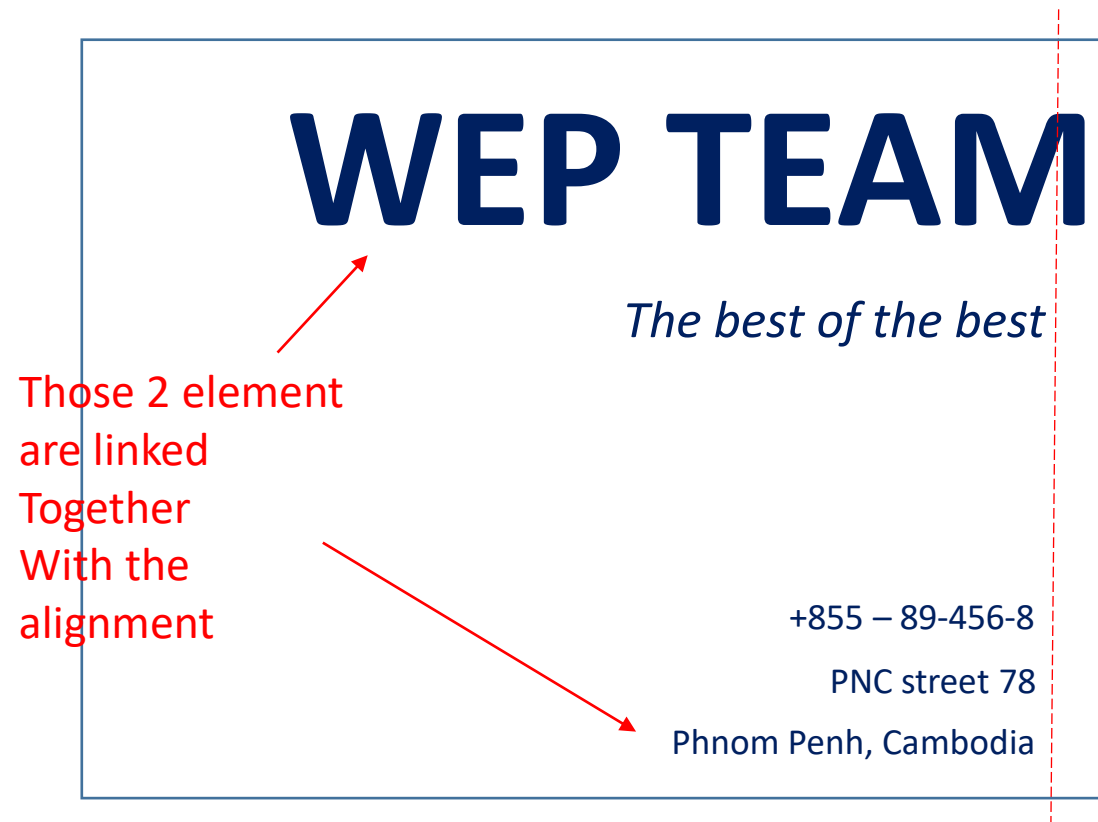 WEP TEAM
The best of the best
Those 2 element
are linked
Together
With the
alignment
+855 – 89-456-8
PNC street 78
Phnom Penh, Cambodia